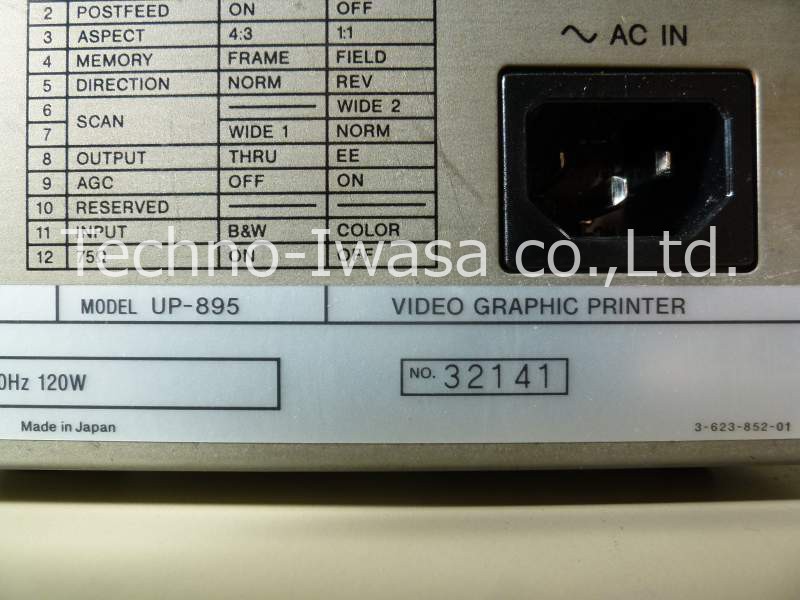 2 POSTFEED ON OFF
3 ASPECT 4:3 1:1
4 MEMORY FRAME FIELD
5 DIRECTION NORM REV
6 SCAN WIDE 2
7 WIDE 1 NORM
8 OUTPUT THRU EE
9 AGC OFF ON
10 RESERVED
11 INPUT B&W COLOR
12 75Ω ON OFF
AC IN
Techno-Iwasa co.,Ltd.
MODEL UP-895 VIDEO GRAPHIC PRINTER
0Hz 120W NO. 32141
Made in Japan 3-623-852-01